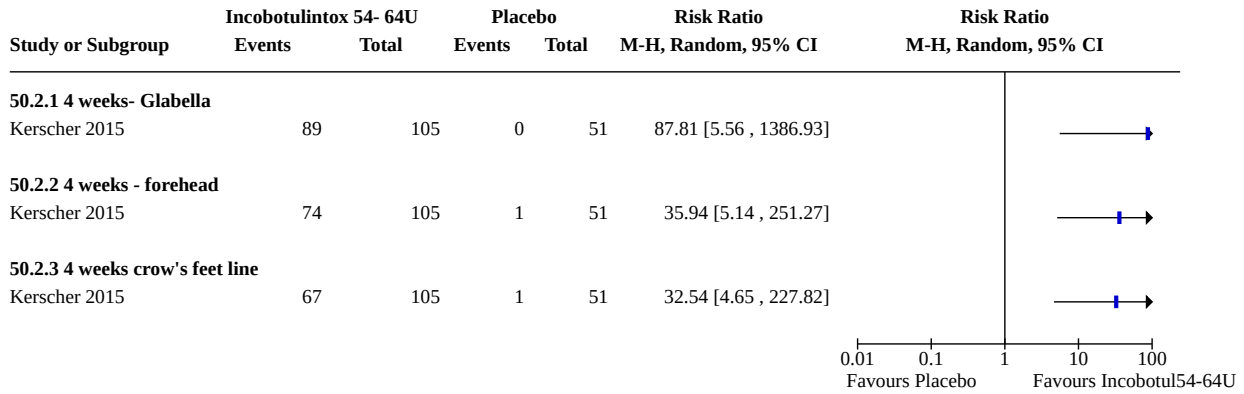 Incobotulintox 54- 64U Placebo Risk Ratio Risk Ratio
Study or Subgroup Events Total Events Total M-H, Random, 95% CI M-H, Random, 95% CI
50.2.1 4 weeks- Glabella
Kerscher 2015 89 105 0 51 87.81 [5.56 , 1386.93]
50.2.2 4 weeks - forehead
Kerscher 2015 74 105 1 51 35.94 [5.14 , 251.27]
50.2.3 4 weeks crow's feet line
Kerscher 2015 67 105 1 51 32.54 [4.65 , 227.82]
0.01 0.1 1 10 100
Favours Placebo Favours Incobotul54-64U